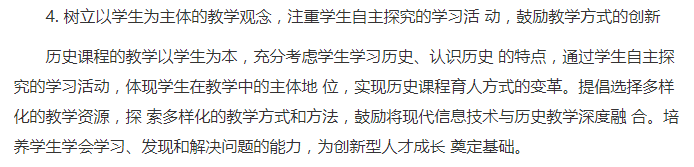 4. 树立以学生为主体的教学观念，注重学生自主探究的学习活 动，鼓励教学方式的创新
历史课程的教学以学生为本，充分考虑学生学习历史、认识历史 的特点，通过学生自主探
究的学习活动，体现学生在教学中的主体地 位，实现历史课程育人方式的变革。提倡选择多样
化的教学资源，探 索多样化的教学方式和方法，鼓励将现代信息技术与历史教学深度融 合。培
养学生学会学习、发现和解决问题的能力，为创新型人才成长 奠定基础。